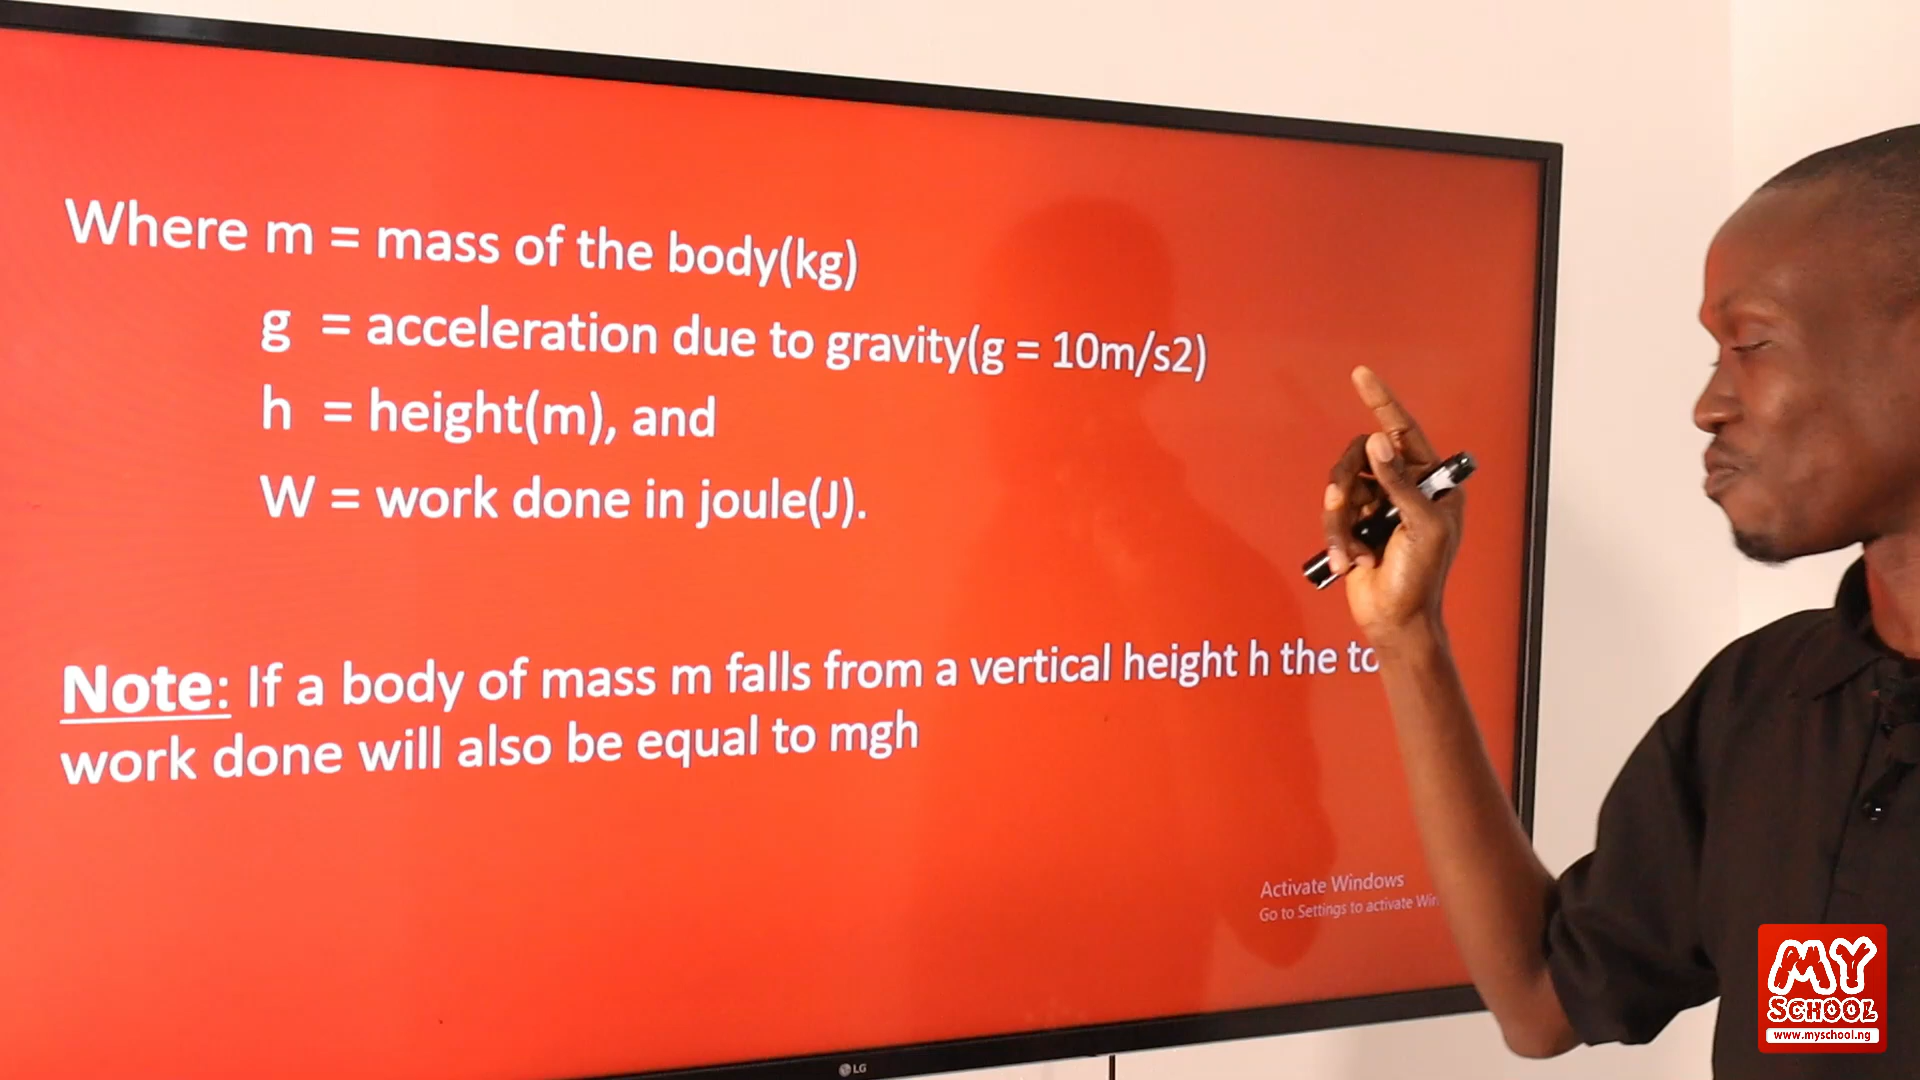 Where m = mass of the body(kg)
g = acceleration due to gravity(g = 10m/s2)
h = height(m), and
W = work done in joule(J).
Note: If a body of mass m falls from a vertical height h the
work done will also be equal to mgh
Activate Windows
Go to Settings to activate
LG
MY
SCHOOL
www.myschool.ng